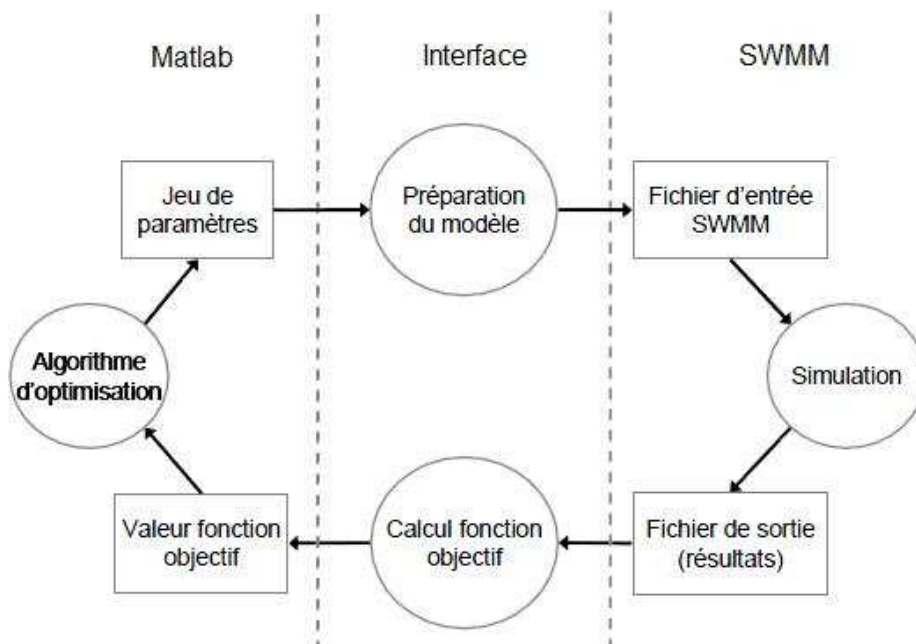 Matlab
Interface
SWMM
Jeu de
paramètres
Préparation
du modèle
Fichier d'entrée
SWMM
Algorithme
d'optimisation
Simulation
Valeur fonction
objectif
Calcul fonction
objectif
Fichier de sortie
(résultats)